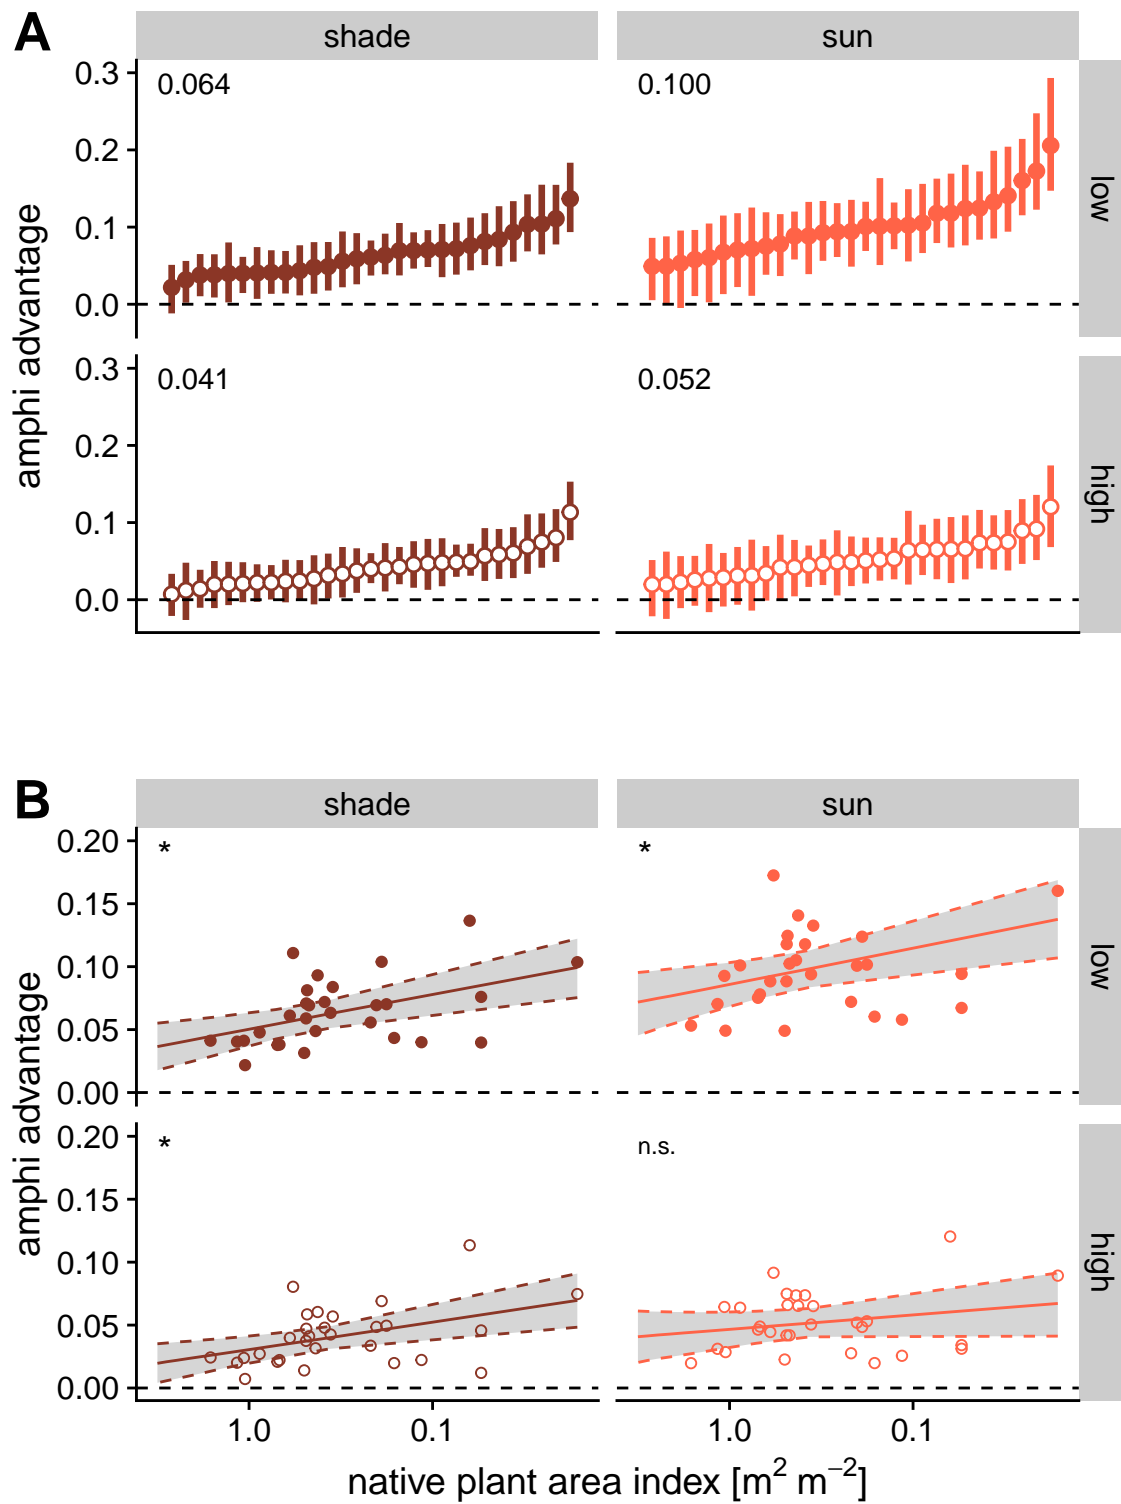 A
shade
sun
0.3
0.2
0.1
0.0
0.064
0.100
low
amphi advantage
0.3
0.2
0.1
0.0
0.041
0.052
high
B
shade
sun
0.20
0.15
0.10
0.05
0.00
*
*
low
amphi advantage
0.20
0.15
0.10
0.05
0.00
*
n.s.
high
1.0
0.1
1.0
0.1
native plant area index [m² m⁻²]